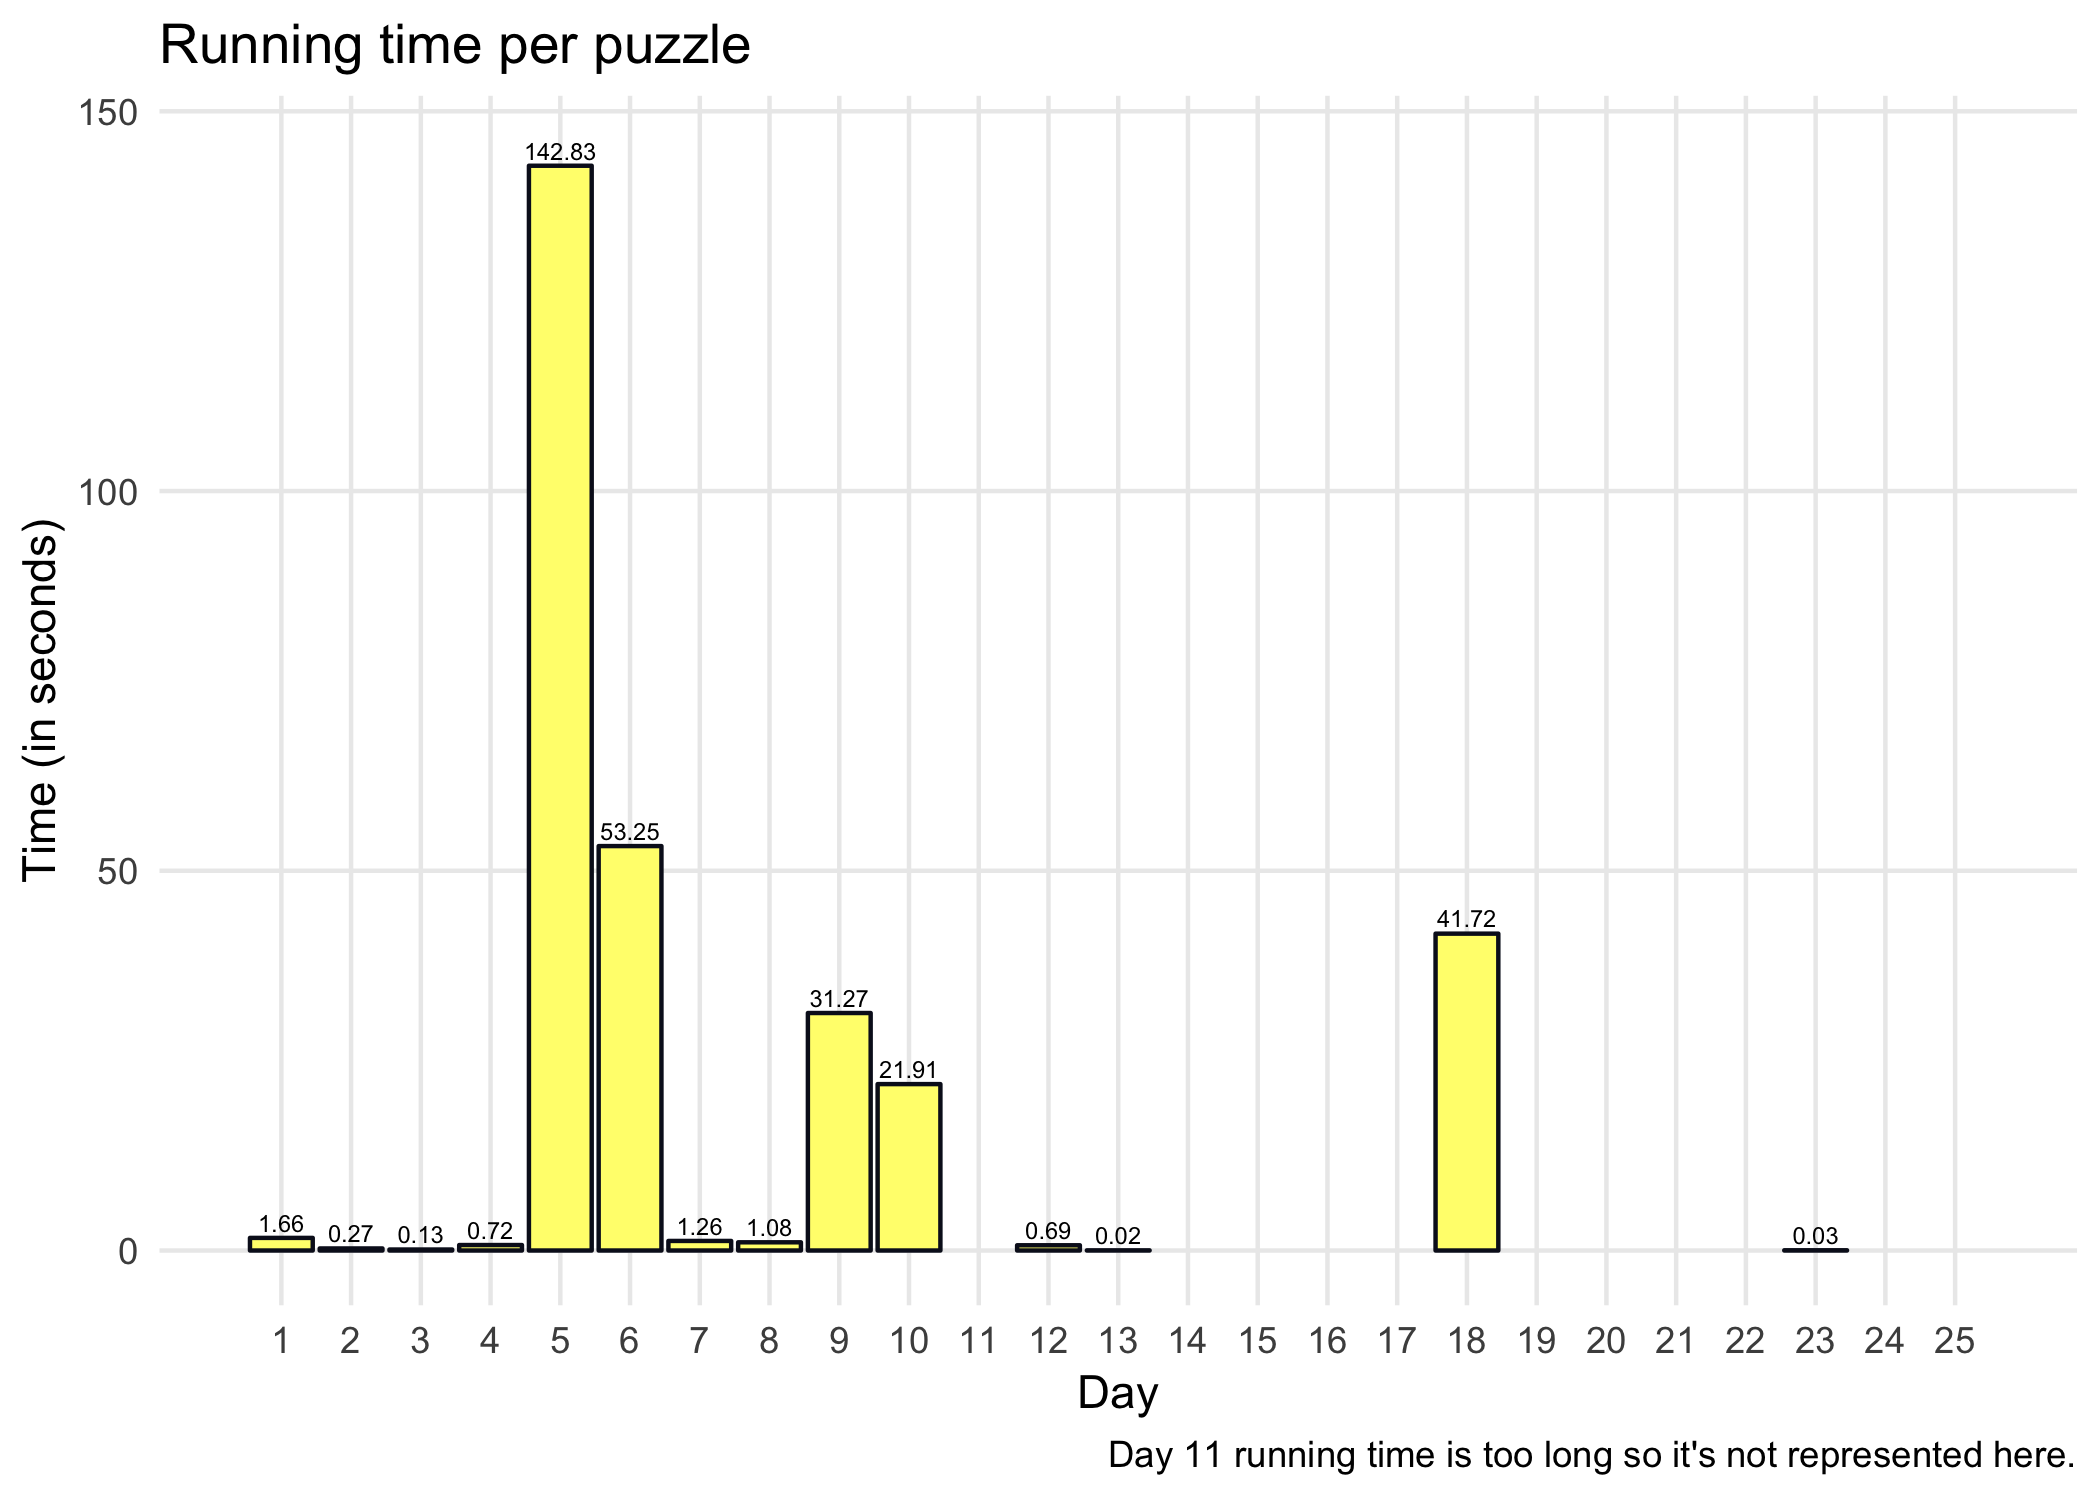 Running time per puzzle
Time (in seconds)
150
100
50
0
1.66 0.27 0.13 0.72 142.83 53.25 1.26 1.08 31.27 21.91 0.69 0.02 41.72 0.03
1 2 3 4 5 6 7 8 9 10 11 12 13 14 15 16 17 18 19 20 21 22 23 24 25
Day
Day 11 running time is too long so it's not represented here.